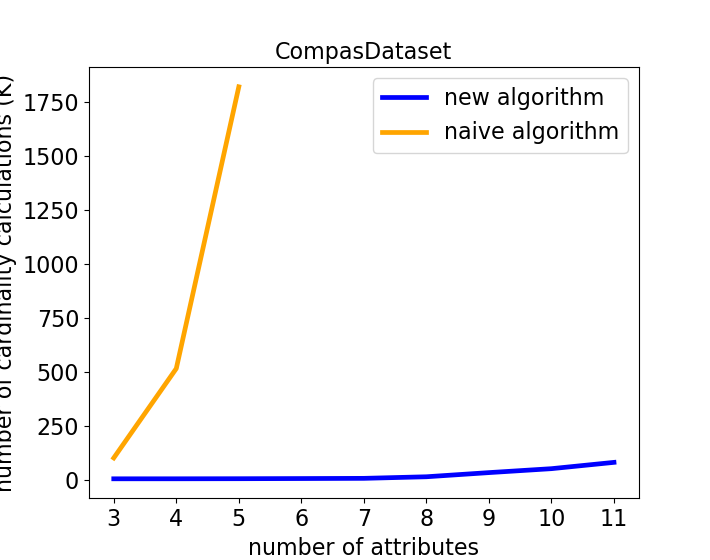 CompasDataset
number of cardinality calculations (K)
1750
1500
1250
1000
750
500
250
0
new algorithm
naive algorithm
3 4 5 6 7 8 9 10 11
number of attributes